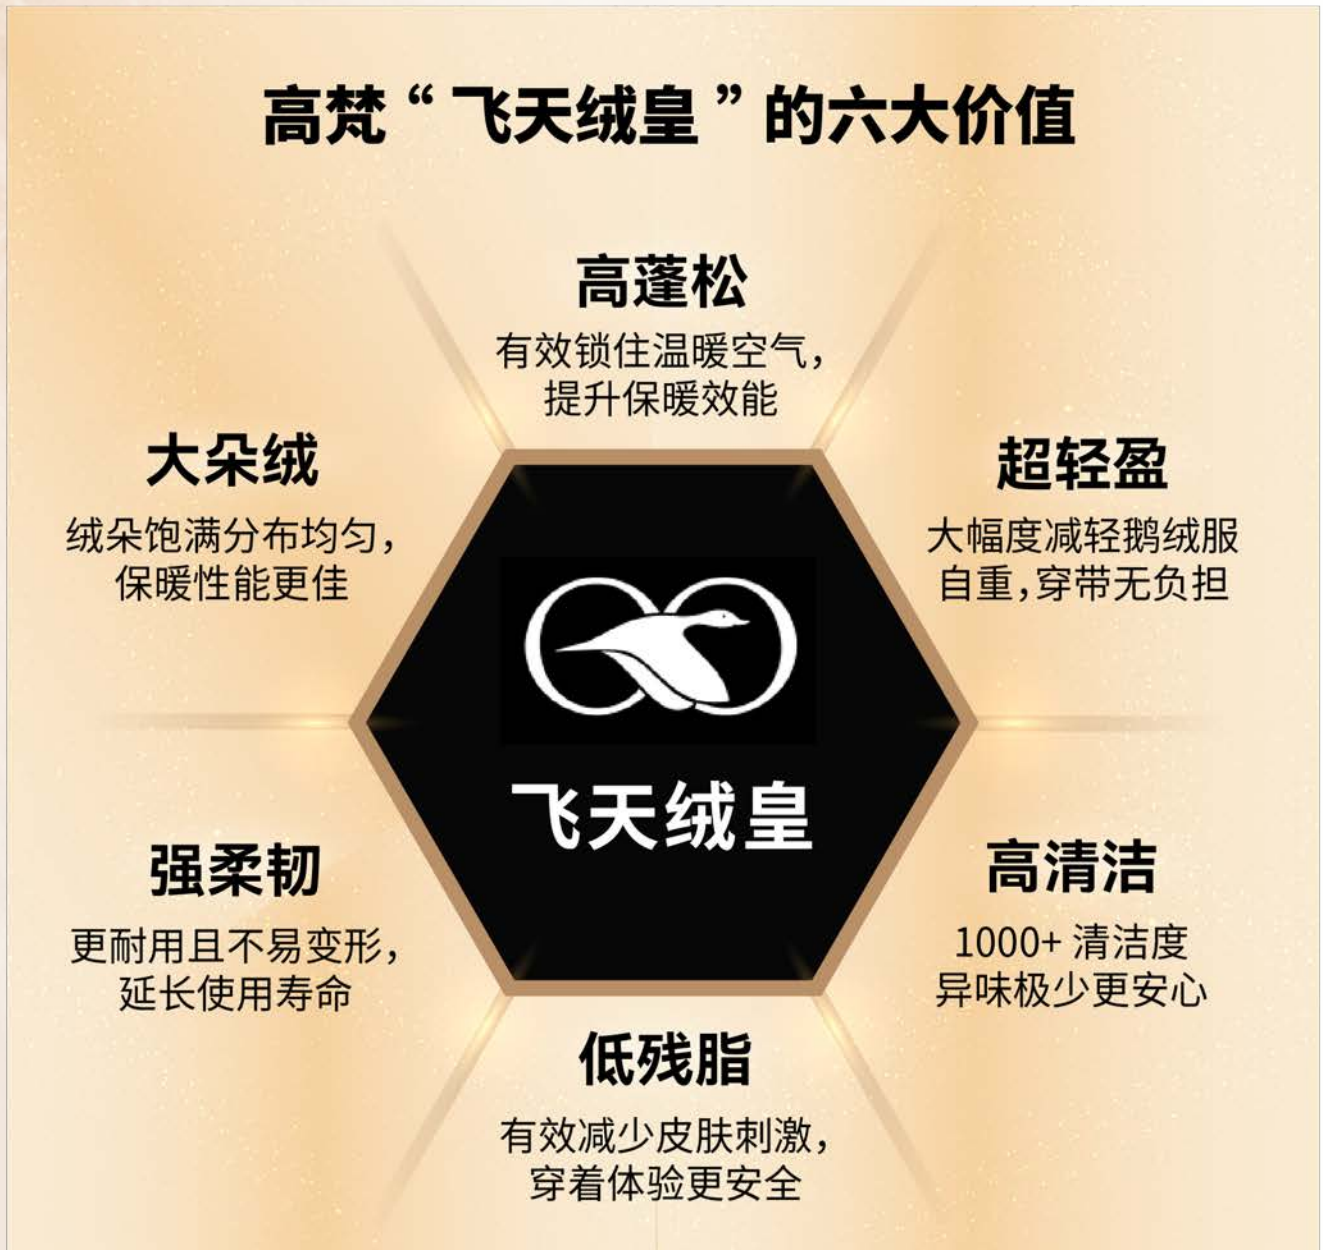 高梵“飞天绒皇”的六大价值
高蓬松
有效锁住温暖空气，
提升保暖效能
大朵绒
绒朵饱满分布均匀，
保暖性能更佳
超轻盈
大幅度减轻鹅绒服
自重，穿带无负担
飞天绒皇
强柔韧
更耐用且不易变形，
延长使用寿命
高清洁
1000+ 清洁度
异味极少更安心
低残脂
有效减少皮肤刺激，
穿着体验更安全